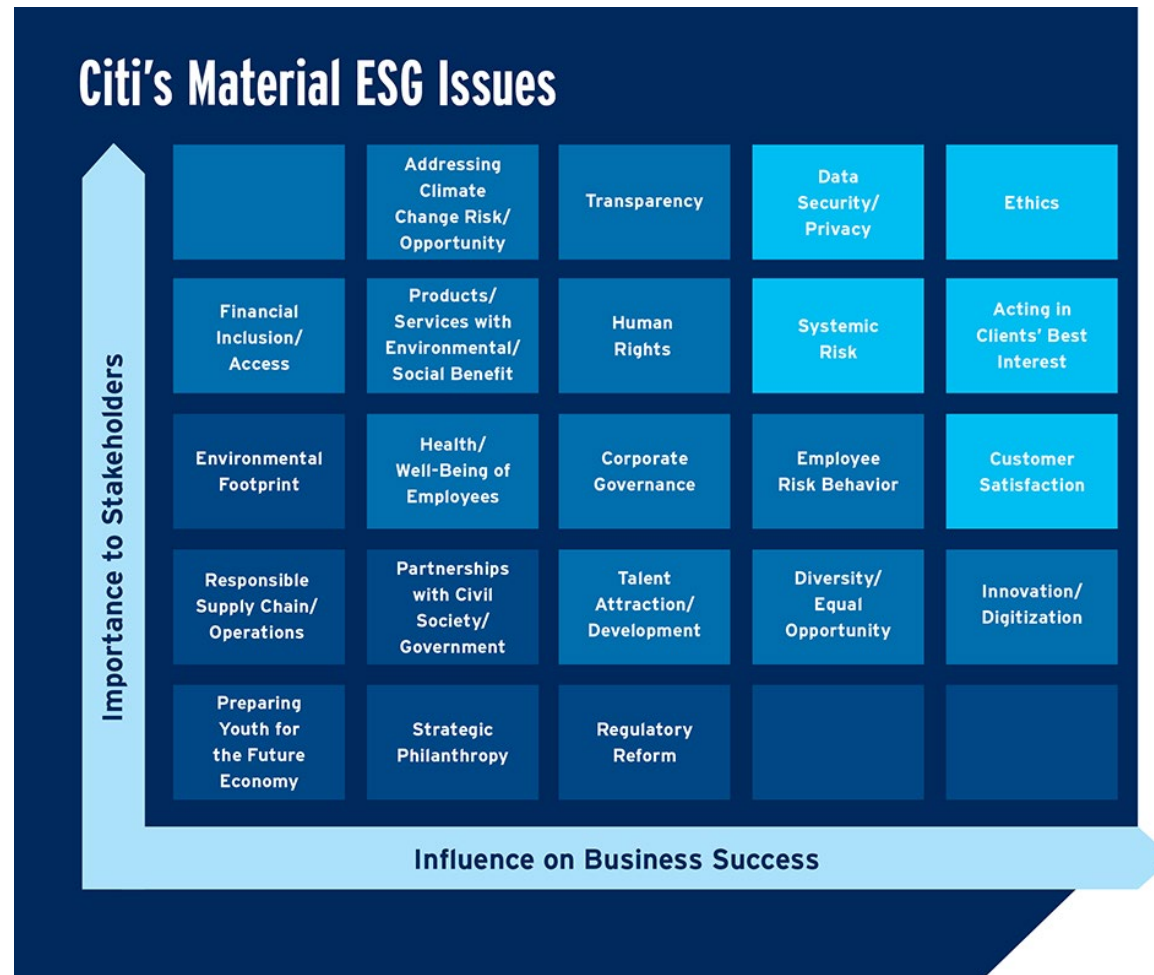 Citi's Material ESG Issues
Importance to Stakeholders
Addressing
Climate
Change Risk/
Opportunity
Transparency
Data
Security/
Privacy
Ethics
Financial
Inclusion/
Access
Products/
Services with
Environmental/
Social Benefit
Human
Rights
Systemic
Risk
Acting in
Clients' Best
Interest
Environmental
Footprint
Health/
Well-Being of
Employees
Corporate
Governance
Employee
Risk Behavior
Customer
Satisfaction
Responsible
Supply Chain/
Operations
Partnerships
with Civil
Society/
Government
Talent
Attraction/
Development
Diversity/
Equal
Opportunity
Innovation/
Digitization
Preparing
Youth for
the Future
Economy
Strategic
Philanthropy
Regulatory
Reform
Influence on Business Success